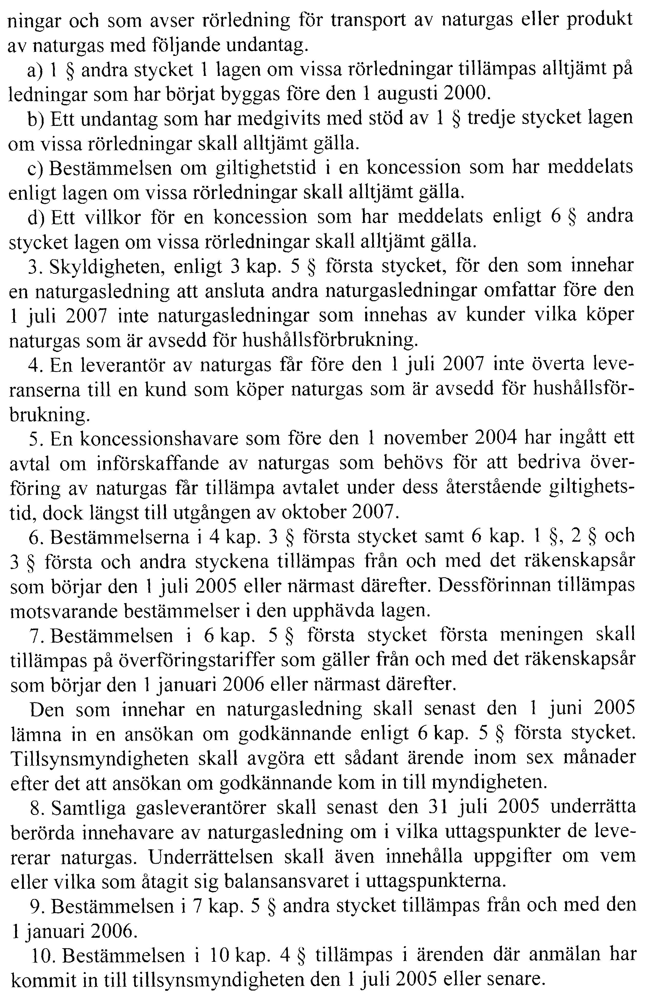 ningar och som avser rörledning för transport av naturgas eller produkt
av naturgas med följande undantag.
a) 1 § andra stycket 1 lagen om vissa rörledningar tillämpas alltjämt på
ledningar som har börjat byggas före den 1 augusti 2000.
b) Ett undantag som har medgivits med stöd av 1 § tredje stycket lagen
om vissa rörledningar skall alltjämt gälla.
c) Bestämmelsen om giltighetstid i en koncession som har meddelats
enligt lagen om vissa rörledningar skall alltjämt gälla.
d) Ett villkor för en koncession som har meddelats enligt 6 § andra
stycket lagen om vissa rörledningar skall alltjämt gälla.
3. Skyldigheten, enligt 3 kap. 5 § första stycket, för den som innehar
en naturgasledning att ansluta andra naturgasledningar omfattar före den
1 juli 2007 inte naturgasledningar som innehas av kunder vilka köper
naturgas som är avsedd för hushållsförbrukning.
4. En leverantör av naturgas får före den 1 juli 2007 inte överta leve-
ranserna till en kund som köper naturgas som är avsedd för hushållsför-
brukning.
5. En koncessionshavare som före den 1 november 2004 har ingått ett
avtal om införskaffande av naturgas som behövs för att bedriva över-
föring av naturgas får tillämpa avtalet under dess återstående giltighets-
tid, dock längst till utgången av oktober 2007.
6. Bestämmelserna i 4 kap. 3 § första stycket samt 6 kap. 1 §, 2 § och
3 § första och andra styckena tillämpas från och med det räkenskapsår
som börjar den 1 juli 2005 eller närmast därefter. Dessförinnan tillämpas
motsvarande bestämmelser i den upphävda lagen.
7. Bestämmelsen i 6 kap. 5 § första stycket första meningen skall
tillämpas på överföringstariffer som gäller från och med det räkenskapsår
som börjar den 1 januari 2006 eller närmast därefter.
Den som innehar en naturgasledning skall senast den 1 juni 2005
lämna in en ansökan om godkännande enligt 6 kap. 5 § första stycket.
Tillsynsmyndigheten skall avgöra ett sådant ärende inom sex månader
efter det att ansökan om godkännande kom in till myndigheten.
8. Samtliga gasleverantörer skall senast den 31 juli 2005 underrätta
berörda innehavare av naturgasledning om i vilka uttagspunkter de leve-
rerar naturgas. Underrättelsen skall även innehålla uppgifter om vem
eller vilka som åtagit sig balansansvaret i uttagspunkterna.
9. Bestämmelsen i 7 kap. 5 § andra stycket tillämpas från och med den
1 januari 2006.
10. Bestämmelsen i 10 kap. 4 § tillämpas i ärenden där anmälan har
kommit in till tillsynsmyndigheten den 1 juli 2005 eller senare.